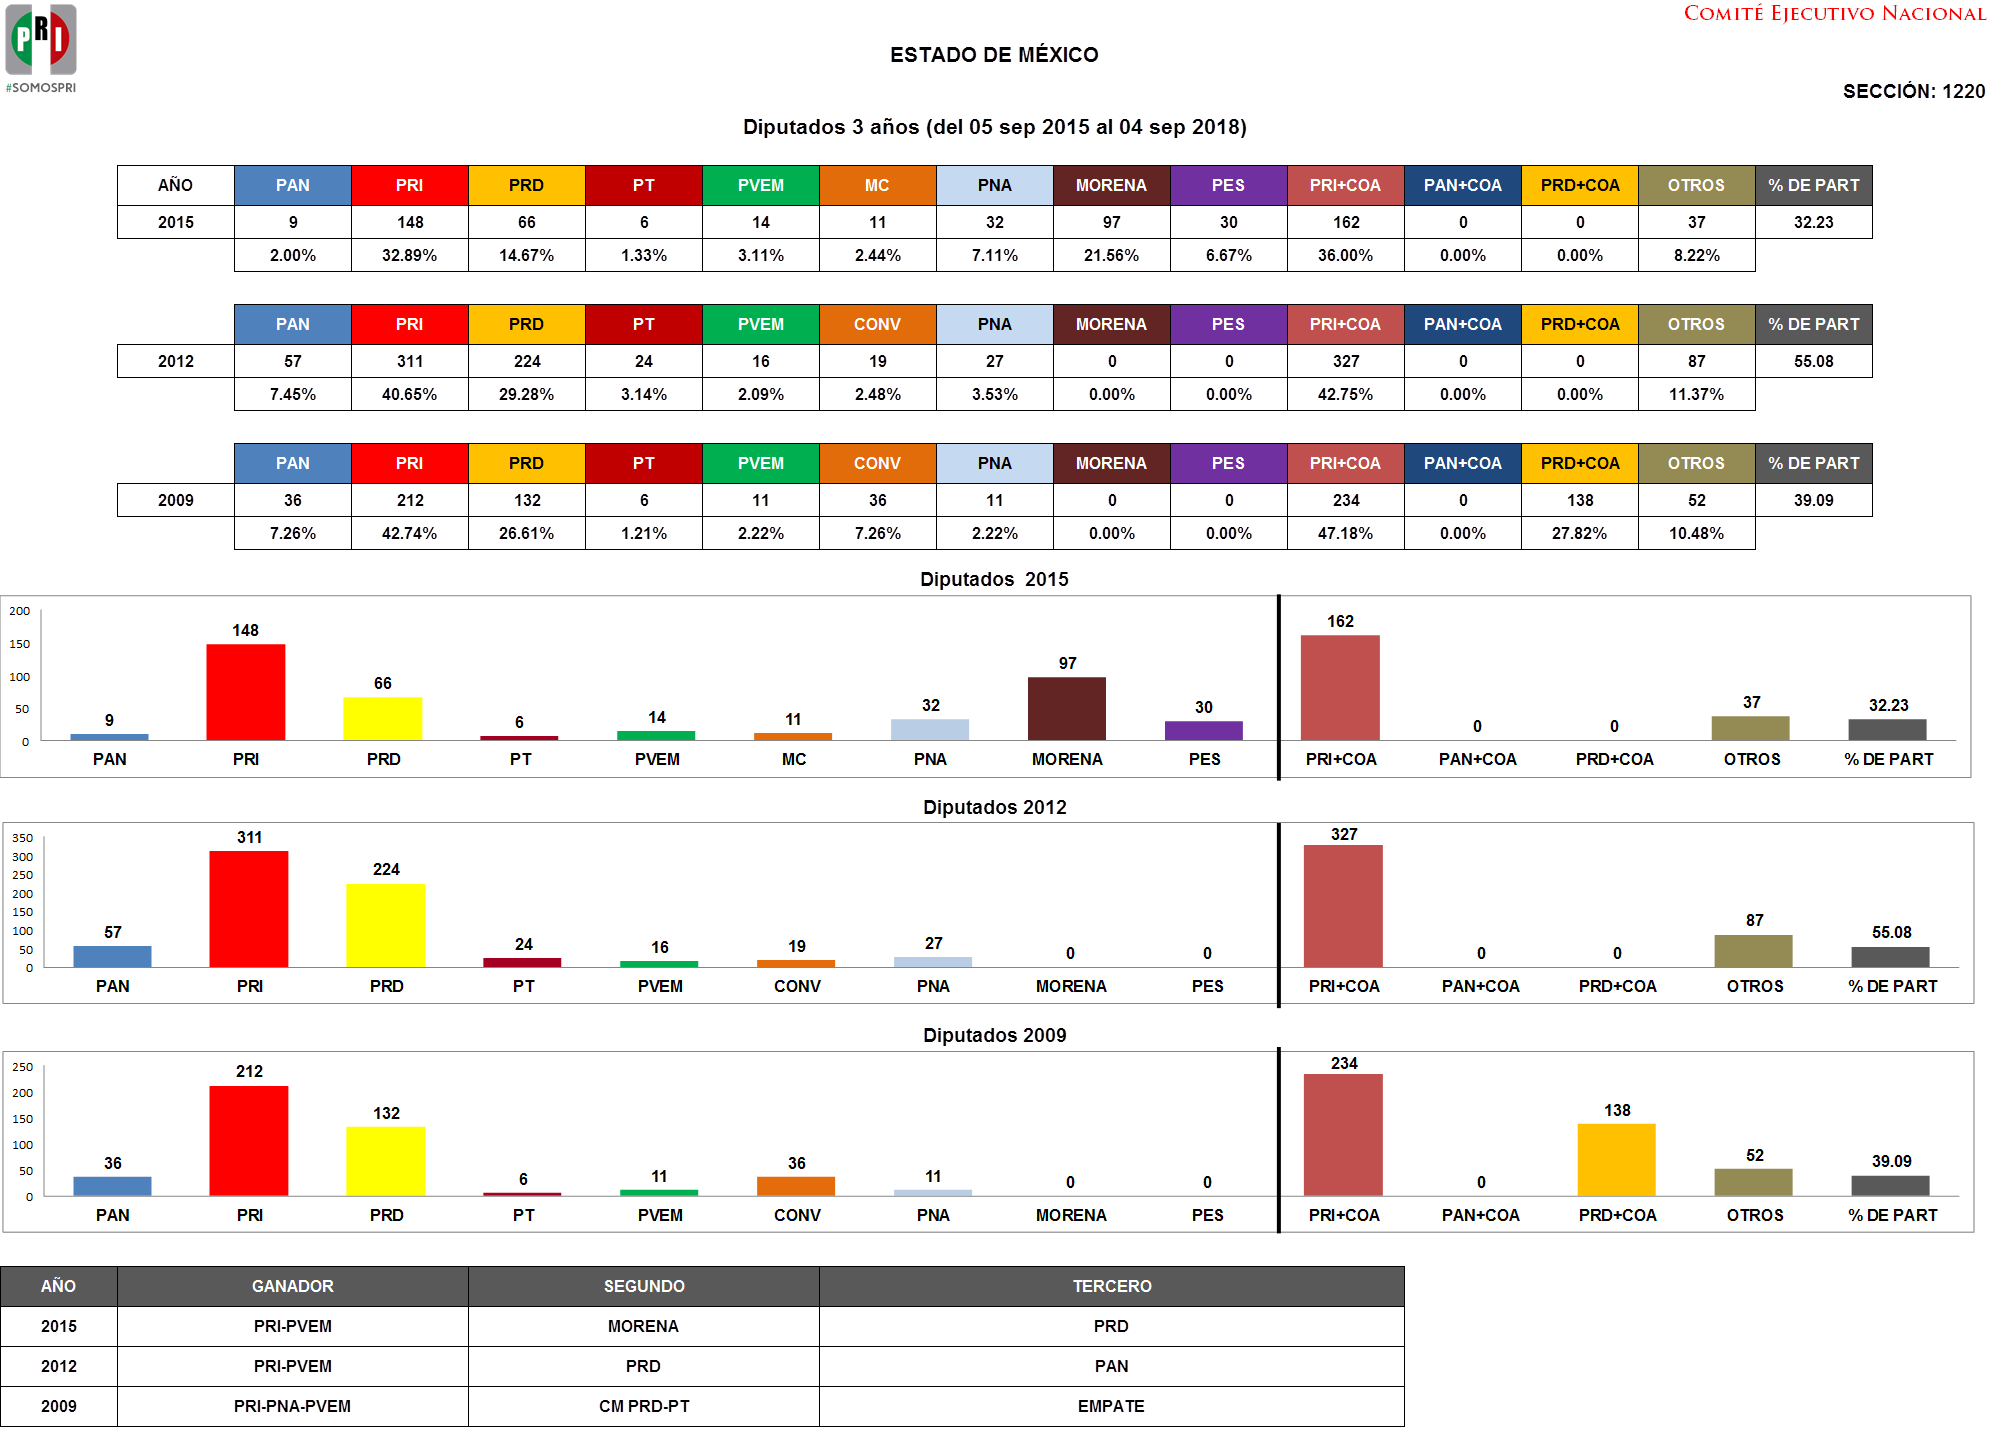 PRI
#SOMOSPRI
COMITÉ EJECUTIVO NACIONAL
ESTADO DE MÉXICO
SECCIÓN: 1220
Diputados 3 años (del 05 sep 2015 al 04 sep 2018)
AÑO PAN PRI PRD PT PVEM MC PNA MORENA PES PRI+COA PAN+COA PRD+COA OTROS % DE PART
2015 9 148 66 6 14 11 32 97 30 162 0 0 37 32.23
2.00% 32.89% 14.67% 1.33% 3.11% 2.44% 7.11% 21.56% 6.67% 36.00% 0.00% 0.00% 8.22%
PAN PRI PRD PT PVEM CONV PNA MORENA PES PRI+COA PAN+COA PRD+COA OTROS % DE PART
2012 57 311 224 24 16 19 27 0 0 327 0 0 87 55.08
7.45% 40.65% 29.28% 3.14% 2.09% 2.48% 3.53% 0.00% 0.00% 42.75% 0.00% 0.00% 11.37%
PAN PRI PRD PT PVEM CONV PNA MORENA PES PRI+COA PAN+COA PRD+COA OTROS % DE PART
2009 36 212 132 6 11 36 11 0 0 234 0 138 52 39.09
7.26% 42.74% 26.61% 1.21% 2.22% 7.26% 2.22% 0.00% 0.00% 47.18% 0.00% 27.82% 10.48%
Diputados 2015
200
150
100
50
0
9 148 66 6 14 11 32 97 30 162 0 0 37 32.23
PAN PRI PRD PT PVEM MC PNA MORENA PES PRI+COA PAN+COA PRD+COA OTROS % DE PART
Diputados 2012
350
300
250
200
150
100
50
0
57 311 224 24 16 19 27 0 0 327 0 0 87 55.08
PAN PRI PRD PT PVEM CONV PNA MORENA PES PRI+COA PAN+COA PRD+COA OTROS % DE PART
Diputados 2009
250
200
150
100
50
0
36 212 132 6 11 36 11 0 0 234 0 138 52 39.09
PAN PRI PRD PT PVEM CONV PNA MORENA PES PRI+COA PAN+COA PRD+COA OTROS % DE PART
AÑO GANADOR SEGUNDO TERCERO
2015 PRI-PVEM MORENA PRD
2012 PRI-PVEM PRD PAN
2009 PRI-PNA-PVEM CM PRD-PT EMPATE